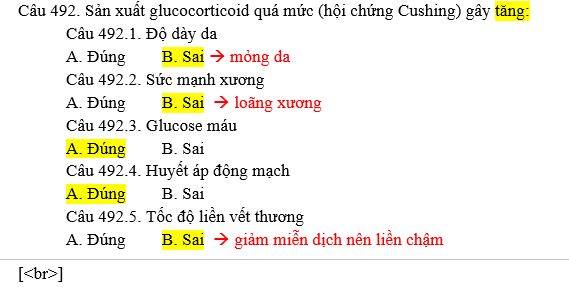 Câu 492. Sản xuất glucocorticoid quá mức (hội chứng Cushing) gây tăng:
Câu 492.1. Độ dày da
A. Đúng B. Sai → mỏng da
Câu 492.2. Sức mạnh xương
A. Đúng B. Sai → loãng xương
Câu 492.3. Glucose máu
A. Đúng B. Sai
Câu 492.4. Huyết áp động mạch
A. Đúng B. Sai
Câu 492.5. Tốc độ liền vết thương
A. Đúng B. Sai → giảm miễn dịch nên liền chậm
[<br>]